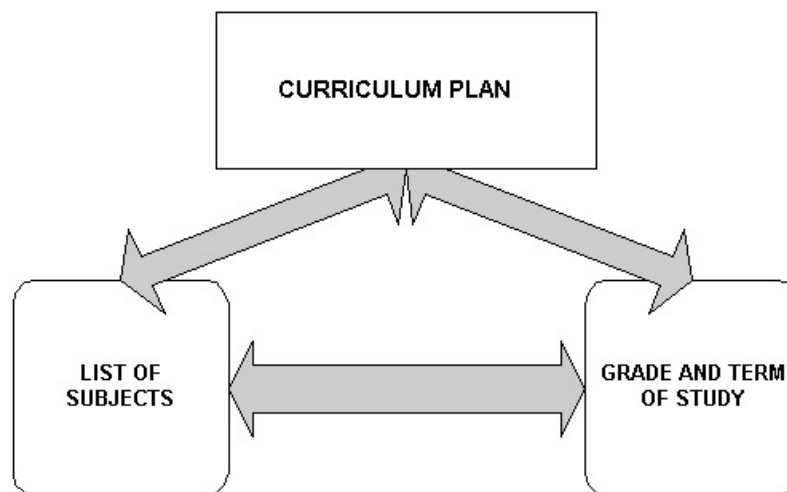 CURRICULUM PLAN
LIST OF
SUBJECTS
GRADE AND TERM
OF STUDY